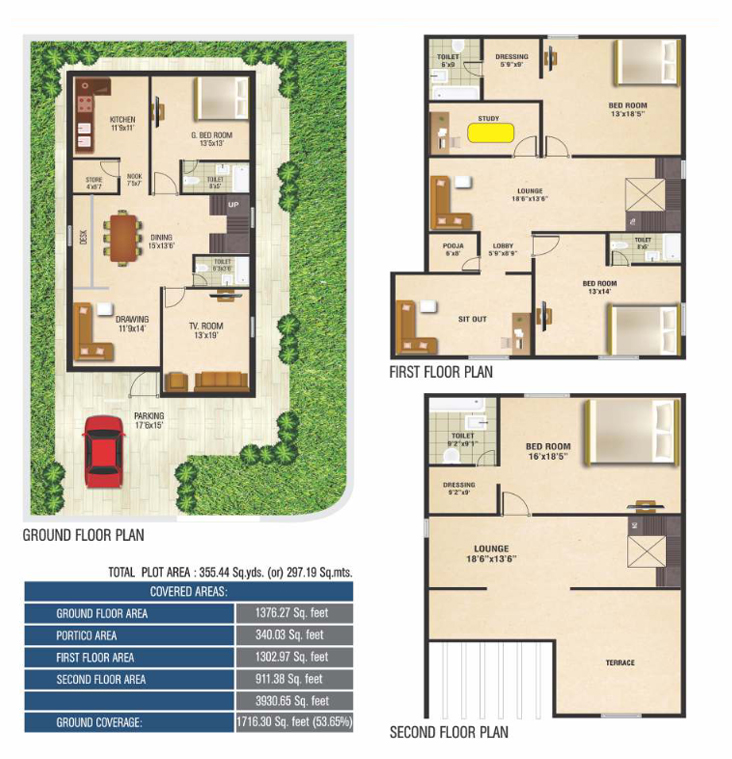 KITCHEN
11'9x11'
G. BED ROOM
13'5x13'
STORE
4'x6'7
NOOK
7'5x7'
TOILET
8'x5'
UP
DESK
DINING
15'x13'6'
TOILET
DRAWING
11'9x14'
TV. ROOM
13'x19'
PARKING
17'6x15'
GROUND FLOOR PLAN
TOILET
6'x9'
DRESSING
5'9"x9'
BED ROOM
13'x18'5"
STUDY
LOUNGE
18'6"x13'6"
POOJA
6'x8'
LOBBY
5'9"x8'9"
TOILET
8'x5'
BED ROOM
13'x14'
SIT OUT
FIRST FLOOR PLAN
TOILET
9'2"x9'1"
BED ROOM
16'x18'5"
DRESSING
9'2"x9'
LOUNGE
18'6"x13'6"
TERRACE
SECOND FLOOR PLAN
TOTAL PLOT AREA : 355.44 Sq.yds. (or) 297.19 Sq.mts.
COVERED AREAS:
GROUND FLOOR AREA 1376.27 Sq. feet
PORTICO AREA 340.03 Sq. feet
FIRST FLOOR AREA 1302.97 Sq. feet
SECOND FLOOR AREA 911.38 Sq. feet
3930.65 Sq. feet
GROUND COVERAGE: 1716.30 Sq. feet (53.65%)